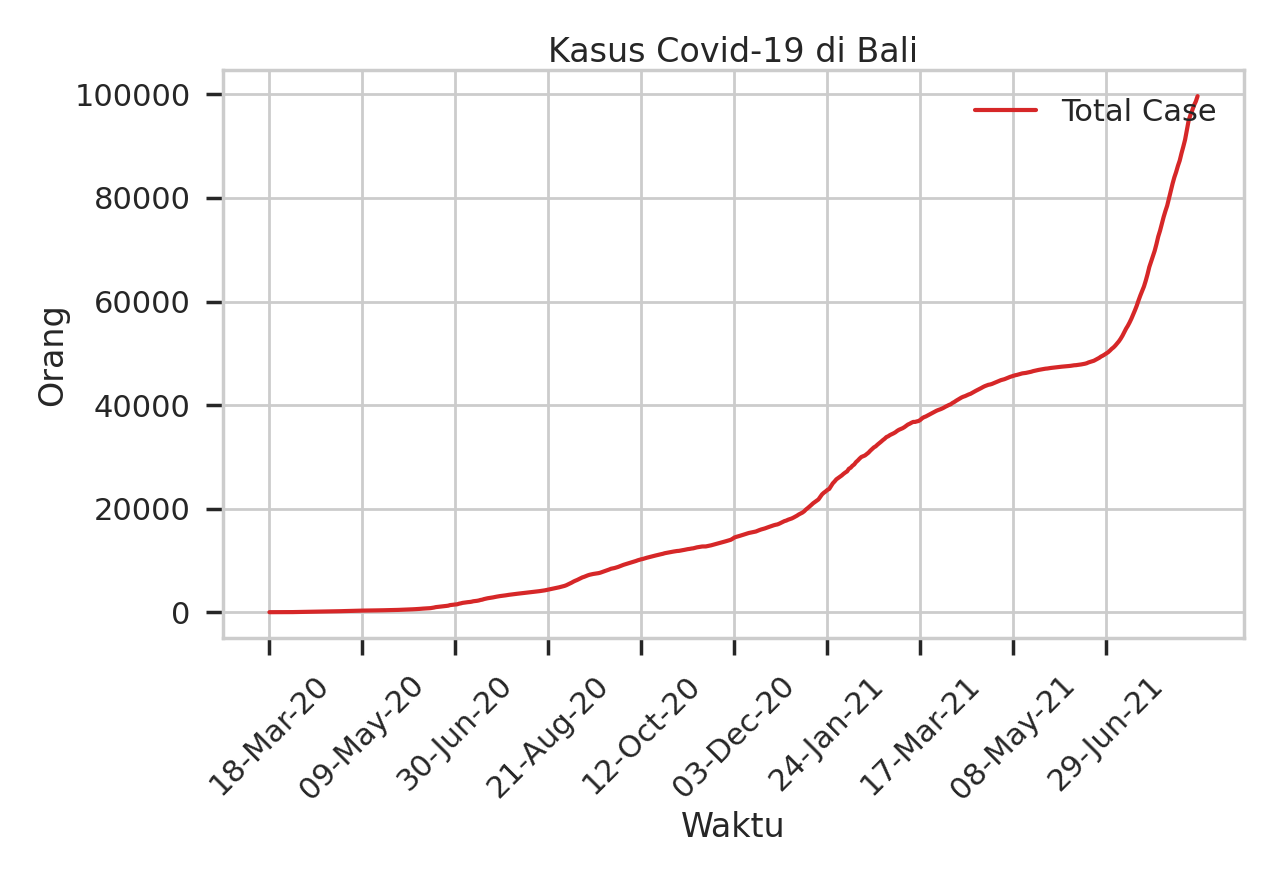 Kasus Covid-19 di Bali
Total Case
100000
80000
60000
40000
20000
0
Orang
18-Mar-20
09-May-20
30-Jun-20
21-Aug-20
12-Oct-20
03-Dec-20
24-Jan-21
17-Mar-21
08-May-21
29-Jun-21
Waktu